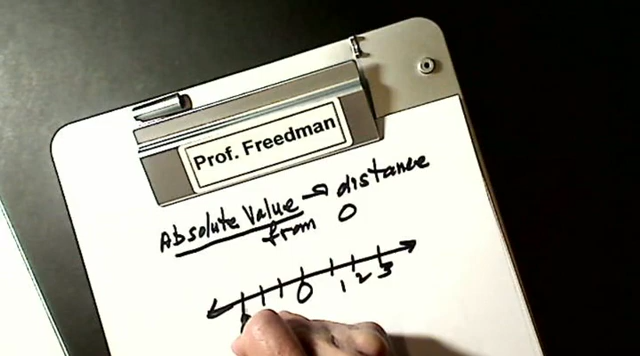 Prof. Freedman
Absolute Value → distance
from 0
0 1 2 3